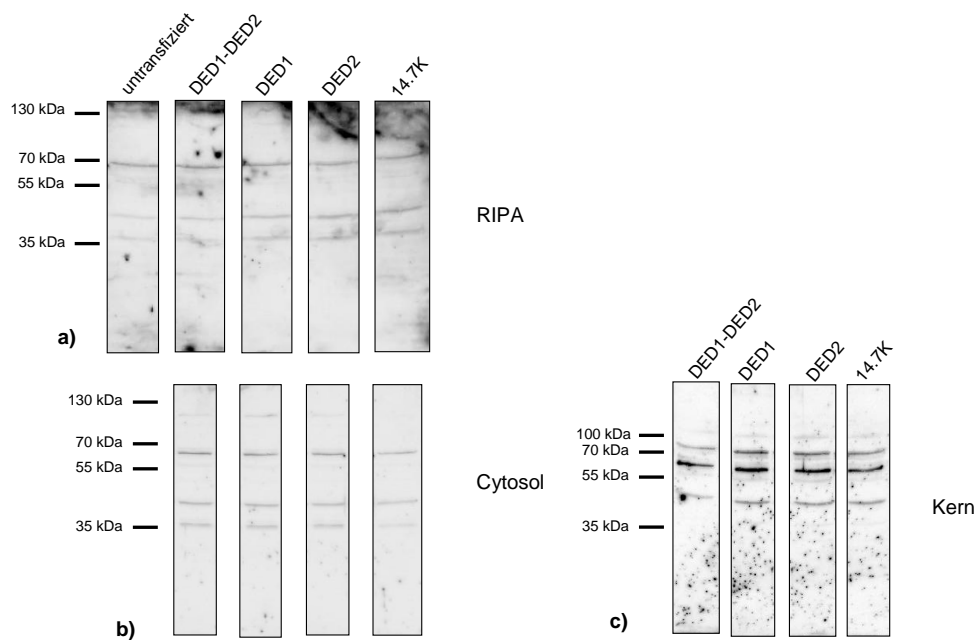 untransfiziert
DED1-DED2
DED1
DED2
14.7K
130 kDa
70 kDa
55 kDa
35 kDa
RIPA
a)
130 kDa
70 kDa
55 kDa
35 kDa
Cytosol
b)
DED1-DED2
DED1
DED2
14.7K
100 kDa
70 kDa
55 kDa
35 kDa
Kern
c)